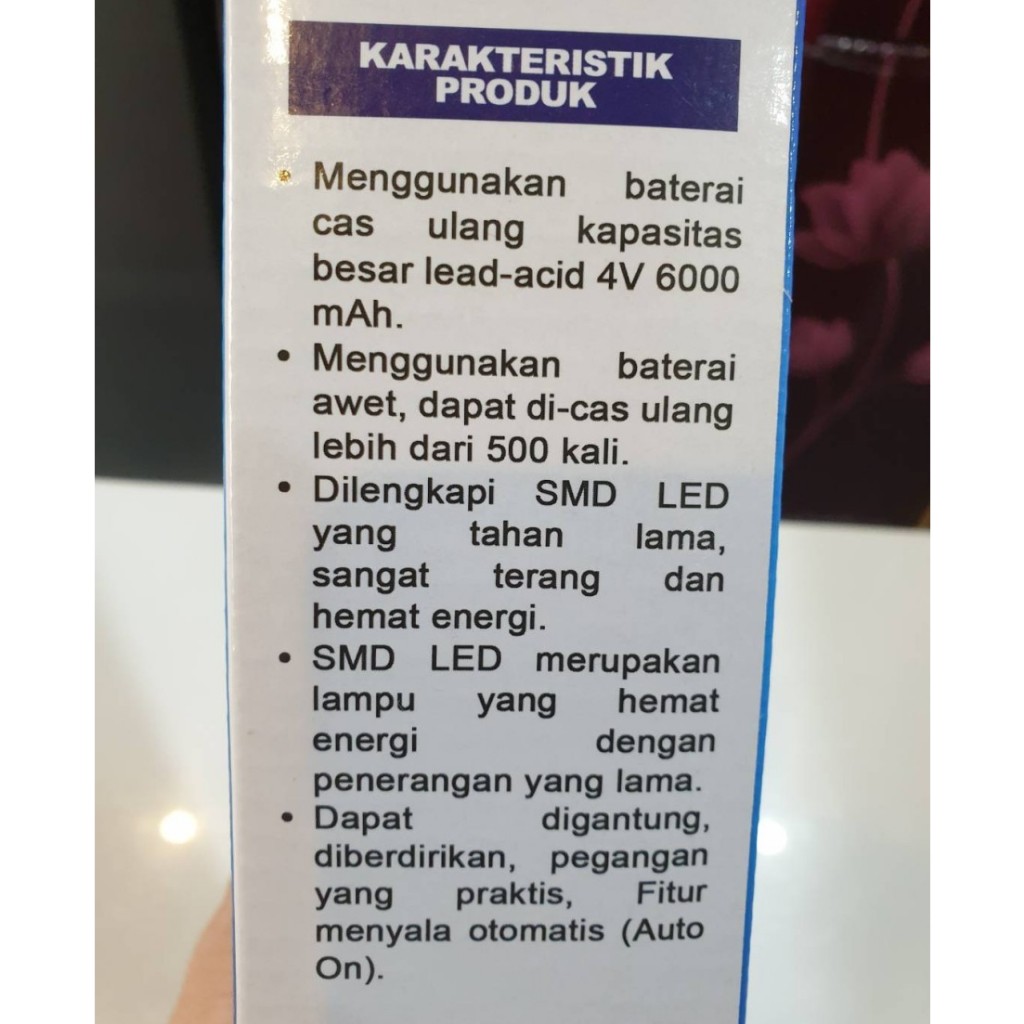 KARAKTERISTIK
PRODUK
• Menggunakan baterai
cas ulang kapasitas
besar lead-acid 4V 6000
mAh.
• Menggunakan baterai
awet, dapat di-cas ulang
lebih dari 500 kali.
• Dilengkapi SMD LED
yang tahan lama,
sangat terang dan
hemat energi.
• SMD LED merupakan
lampu yang hemat
energi dengan
penerangan yang lama.
• Dapat digantung,
diberdirikan, pegangan
yang praktis, Fitur
menyala otomatis (Auto
On).